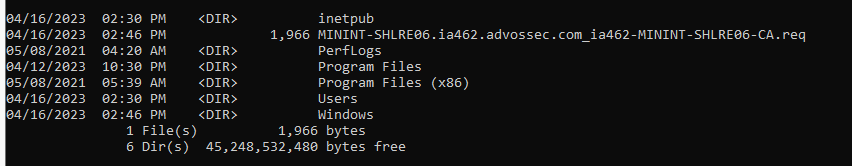 04/16/2023  02:30 PM    <DIR>          inetpub
04/16/2023  02:46 PM             1,966 MININT-SHLRE06.ia462.advossec.com_ia462-MININT-SHLRE06-CA.req
05/08/2021  04:20 AM    <DIR>          PerfLogs
04/12/2023  10:30 PM    <DIR>          Program Files
05/08/2021  05:39 AM    <DIR>          Program Files (x86)
04/16/2023  02:30 PM    <DIR>          Users
04/16/2023  02:46 PM    <DIR>          Windows
1 File(s)          1,966 bytes
6 Dir(s)  45,248,532,480 bytes free